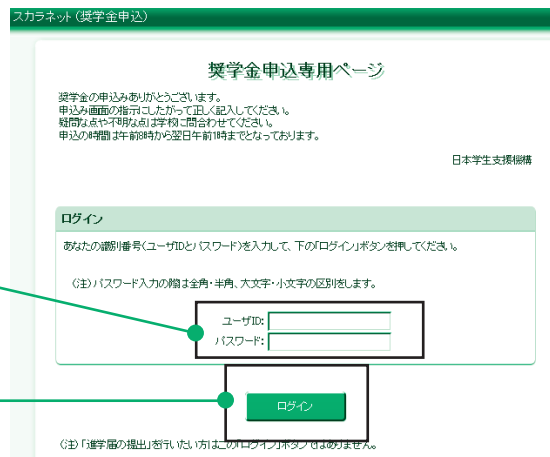 スカラネット(奨学金申込)
奨学金申込専用ページ
奨学金の申込みありがとうございます。
申込み画面の指示にしたがって正しく記入してください。
疑問な点や不明な点は学校に問合わせてください。
申込の時間は午前8時から翌日午前1時までとなっております。
日本学生支援機構
ログイン
あなたの識別番号(ユーザIDとパスワード)を入力して、下の「ログイン」ボタンを押してください。
(注)パスワード入力の際は全角・半角、大文字・小文字の区別をします。
ユーザID:
パスワード:
ログイン
(注)「進学届の提出」を行いたい方はこの「ログイン」ボタンではありません。